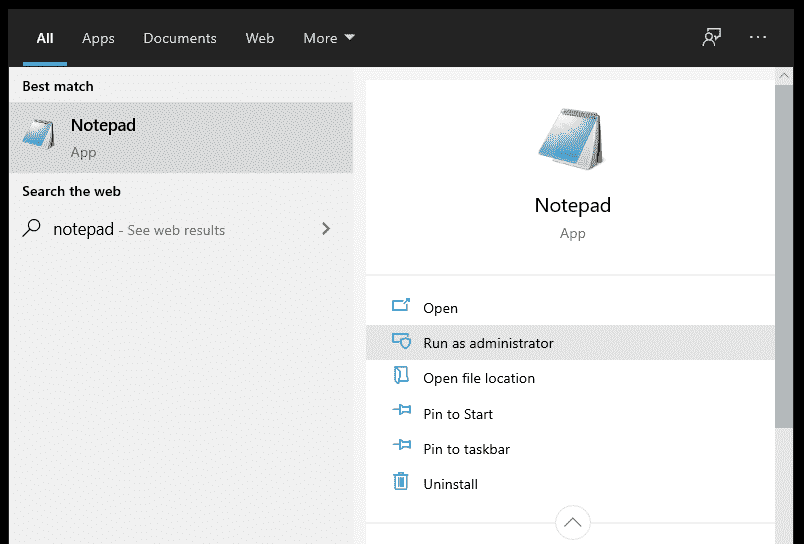 All Apps Documents Web More
Best match
Notepad
App
Search the web
notepad - See web results
Notepad
App
Open
Run as administrator
Open file location
Pin to Start
Pin to taskbar
Uninstall